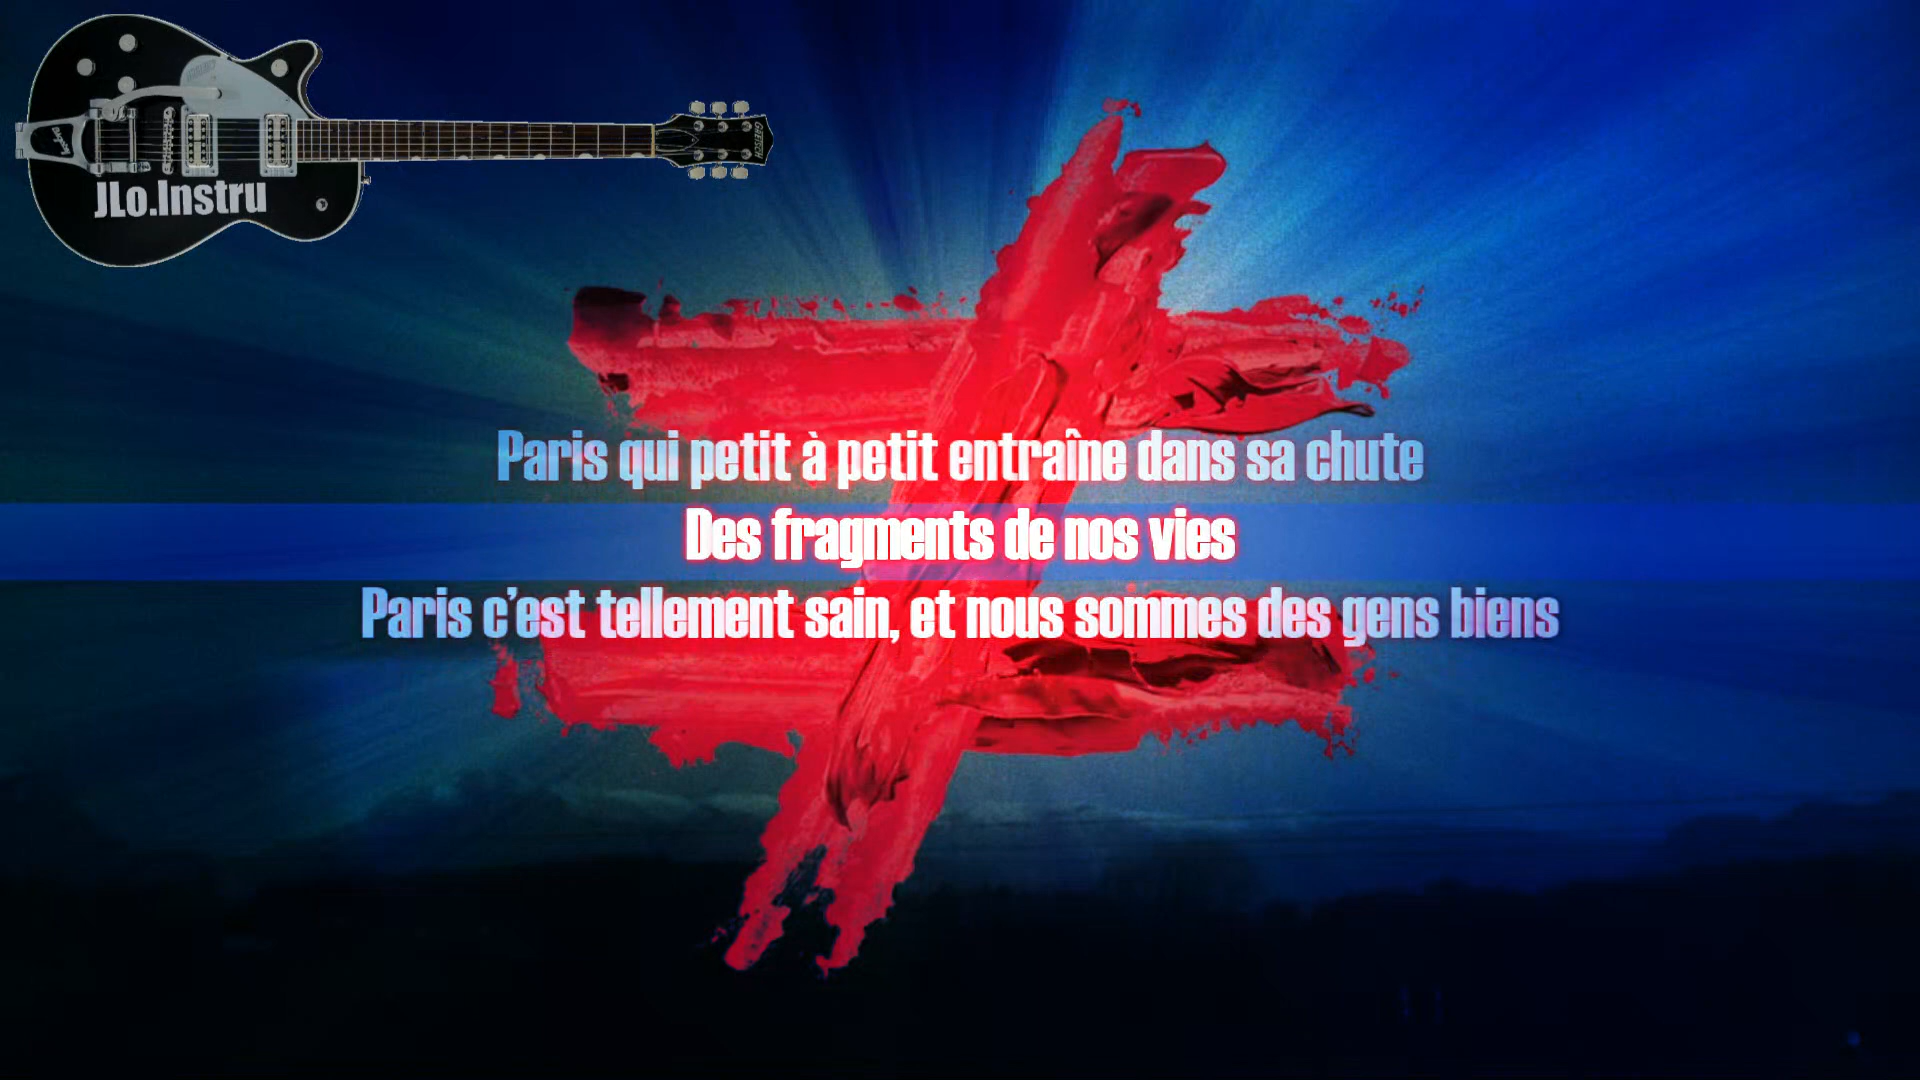 JLo.Instru
GRETSCH
Paris qui petit à petit entraîne dans sa chute
Des fragments de nos vies
Paris c'est tellement sain, et nous sommes des gens biens